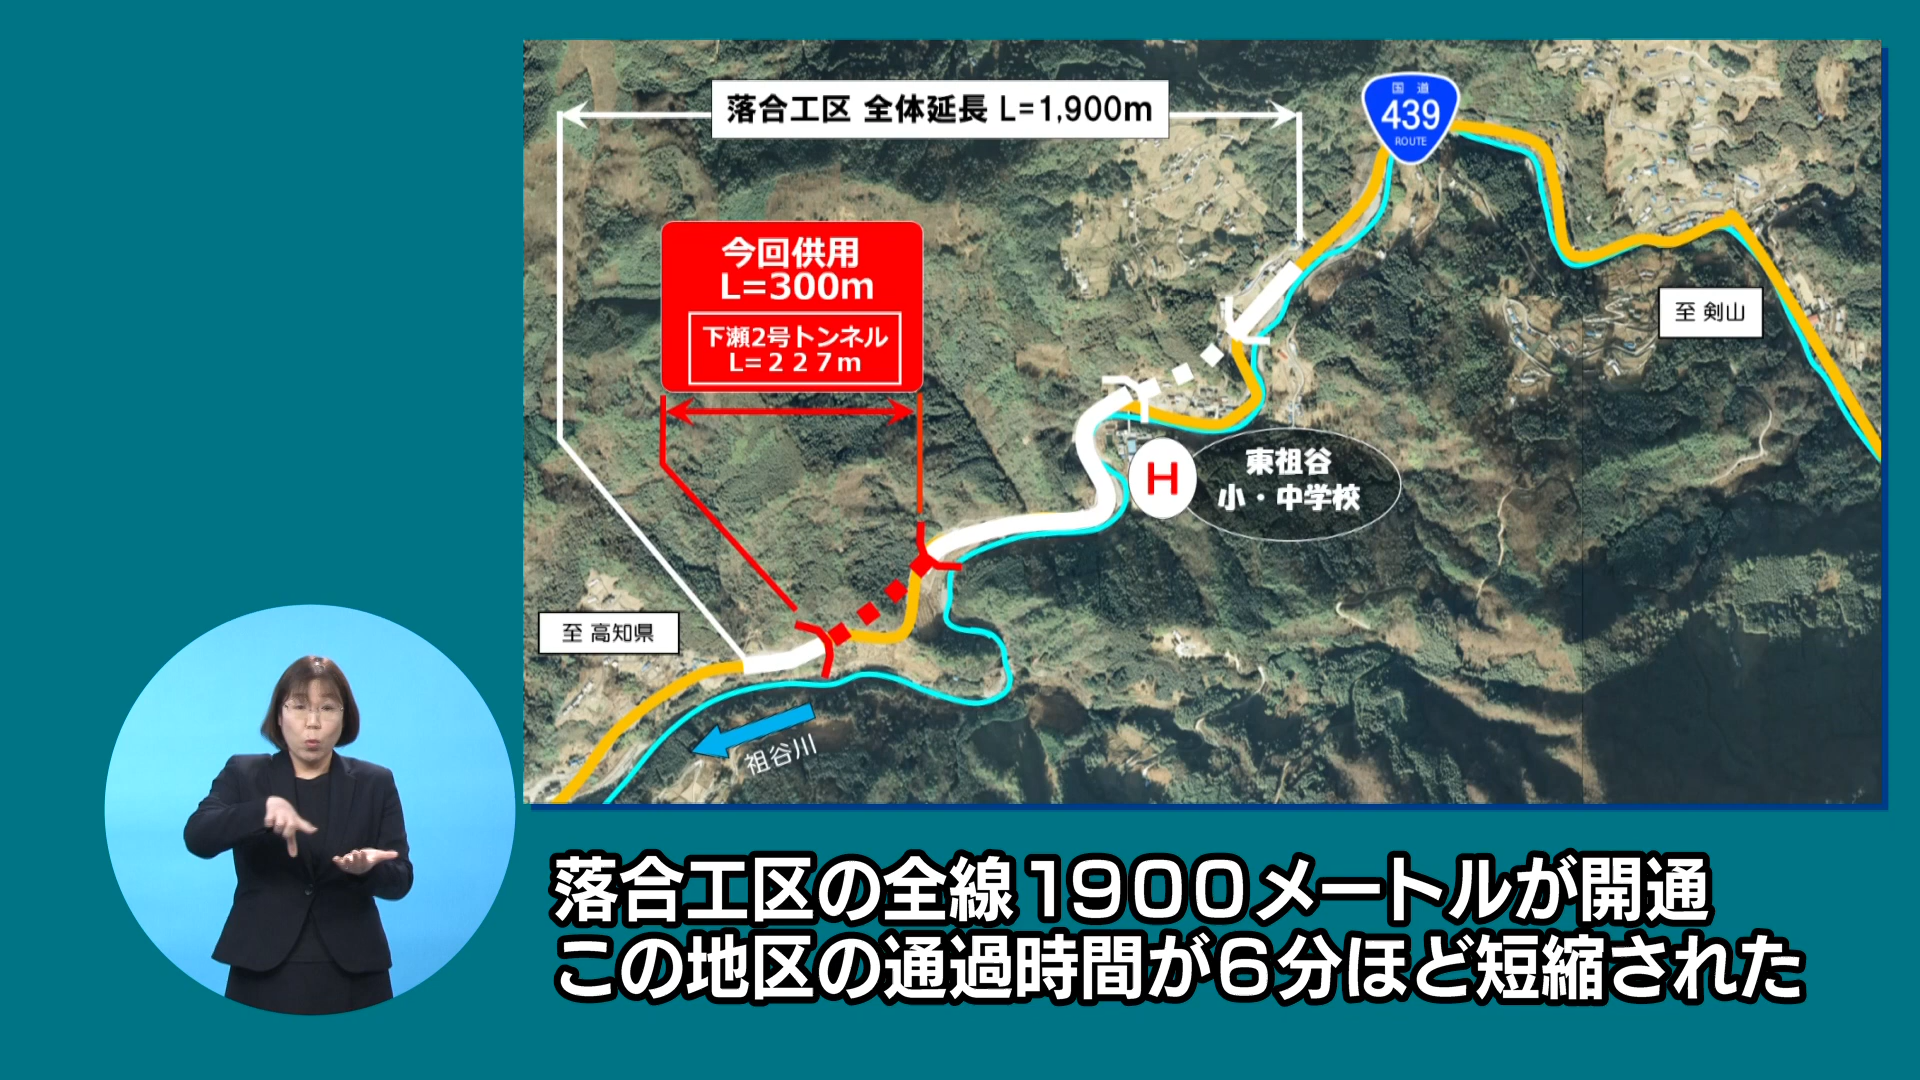 落合工区 全体延長 L=1,900m
国道
439
ROUTE
今回供用
L=300m
下瀬2号トンネル
L=227m
至 剣山
H
東祖谷
小・中学校
至 高知県
祖谷川
落合工区の全線1900メートルが開通
この地区の通過時間が6分ほど短縮された